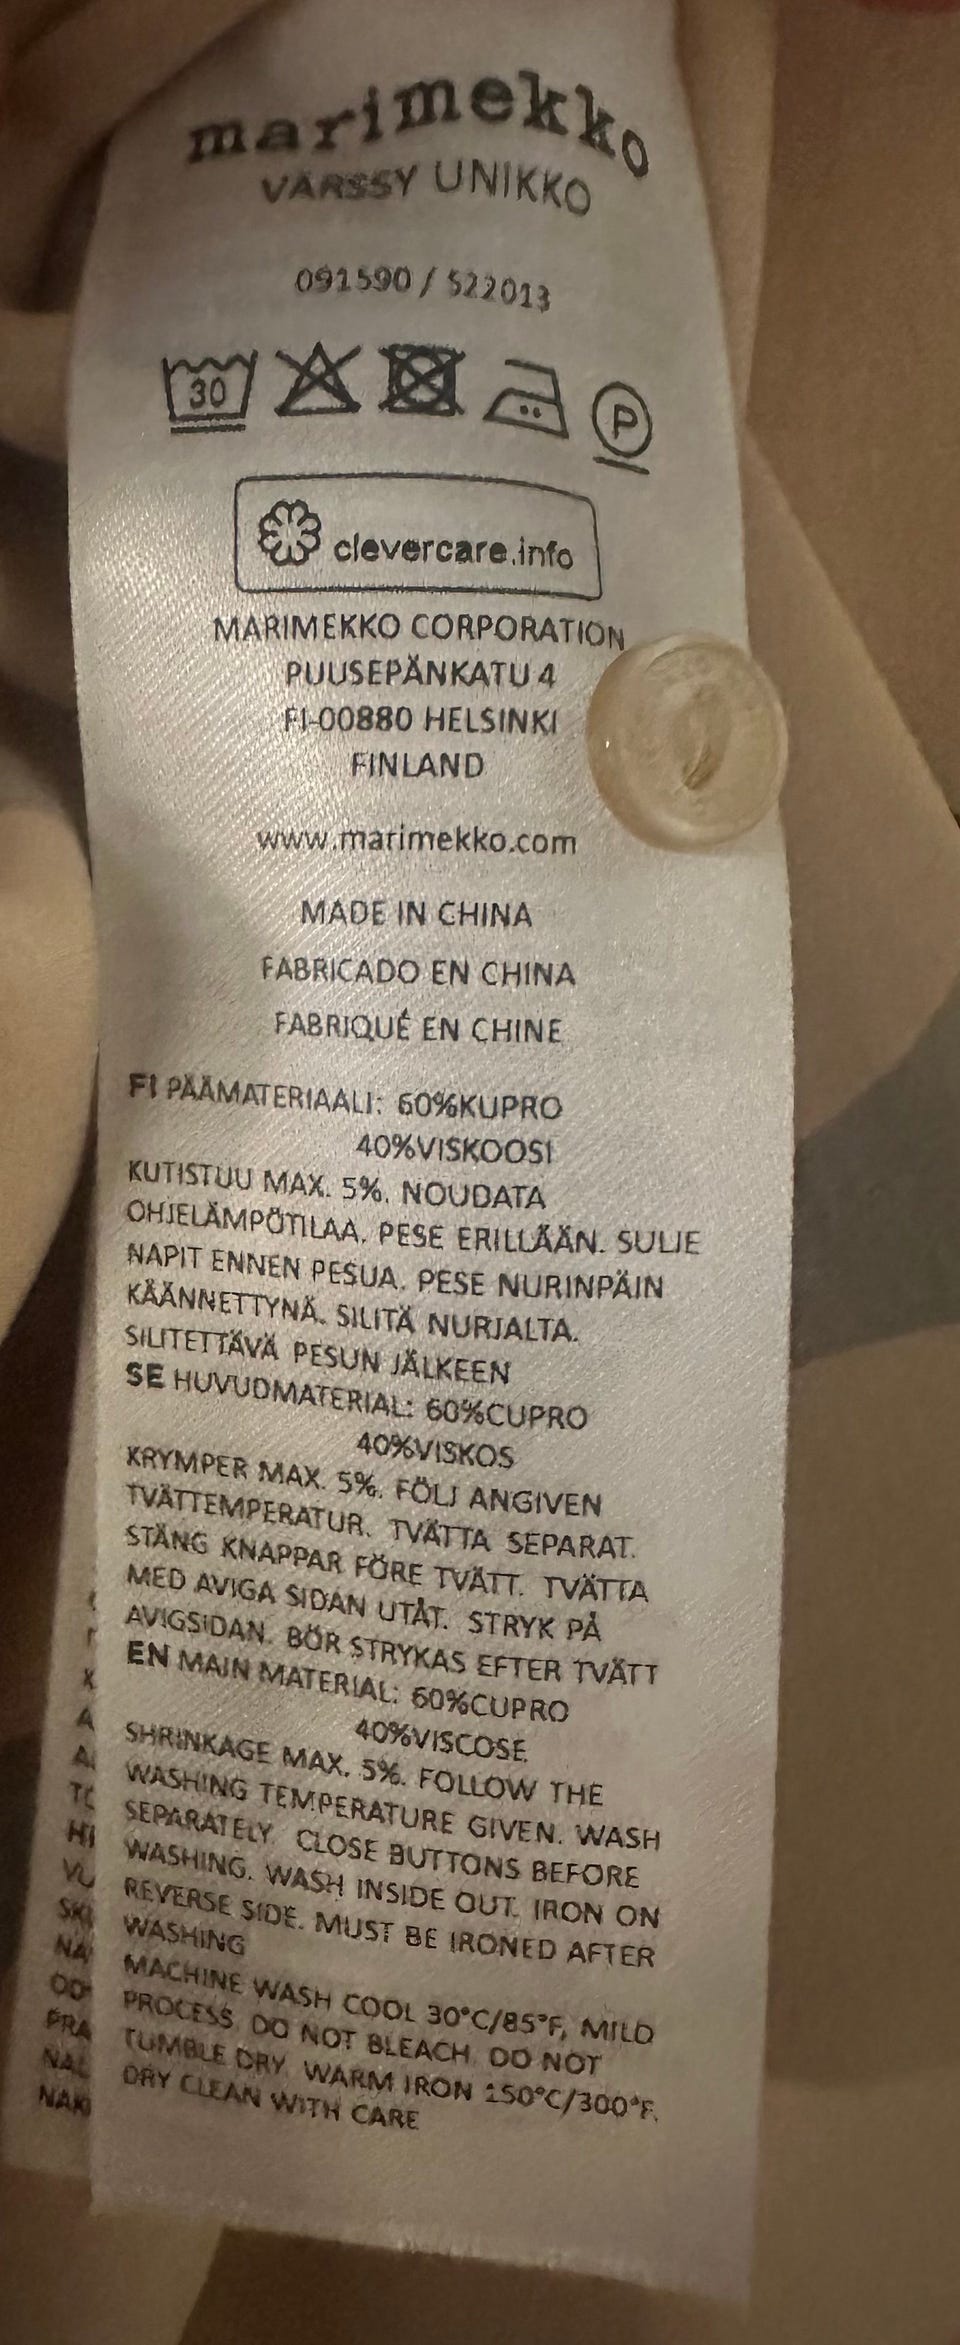 marimekko
VÄRSSY UNIKKO
091590 / 522013
30
P
clevercare.info
MARIMEKKO CORPORATION
PUUSEPÄNKATU 4
FI-00880 HELSINKI
FINLAND
www.marimekko.com
MADE IN CHINA
FABRICADO EN CHINA
FABRIQUÉ EN CHINE
FI PÄÄMATERIAALI: 60%KUPRO
40%VISKOOSI
KUTISTUU MAX. 5%. NOUDATA
OHJELÄMPÖTILAA. PESE ERILLÄÄN. SULJE
NAPIT ENNEN PESUA. PESE NURINPÄIN
KÄÄNNETTYNÄ. SILITÄ NURJALTA.
SILITETTÄVÄ PESUN JÄLKEEN
SE HUVUDMATERIAL: 60%CUPRO
40%VISKOS
KRYMPER MAX. 5%. FÖLJ ANGIVEN
TVÄTTEMPERATUR. TVÄTTA SEPARAT.
STÄNG KNAPPAR FÖRE TVÄTT. TVÄTTA
MED AVIGA SIDAN UTÅT. STRYK PÅ
AVIGSIDAN. BÖR STRYKAS EFTER TVÄTT
EN MAIN MATERIAL: 60%CUPRO
40%VISCOSE
SHRINKAGE MAX. 5%. FOLLOW THE
WASHING TEMPERATURE GIVEN. WASH
SEPARATELY. CLOSE BUTTONS BEFORE
WASHING. WASH INSIDE OUT. IRON ON
REVERSE SIDE. MUST BE IRONED AFTER
WASHING
MACHINE WASH COOL 30°C/85°F, MILD
PROCESS. DO NOT BLEACH. DO NOT
TUMBLE DRY. WARM IRON 150°C/300°F.
DRY CLEAN WITH CARE